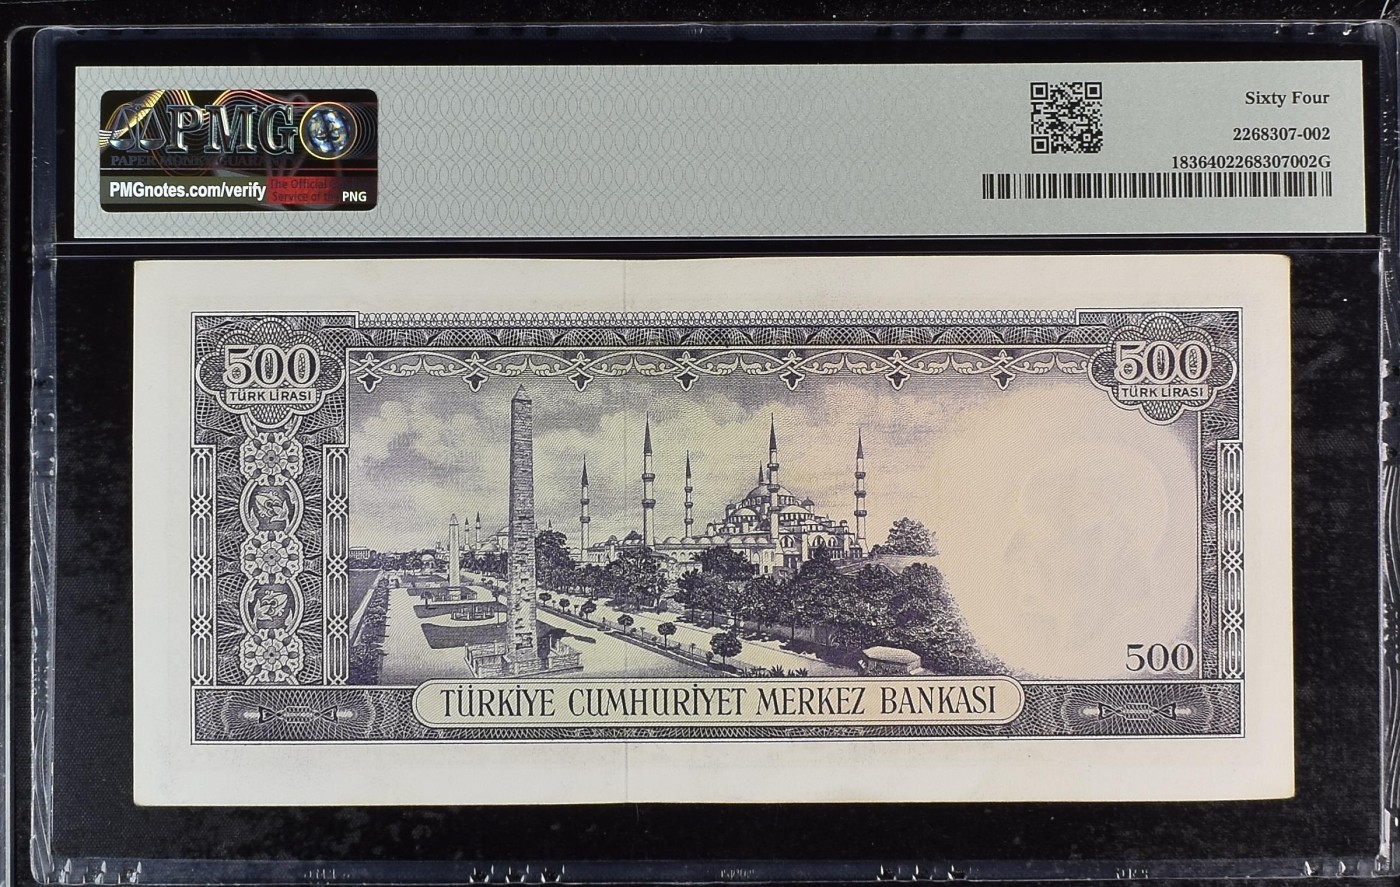 PMG
PAPER MONEY GUARANTY
PMGnotes.com/verify
The Official
Service of the
PNG
Sixty Four
2268307-002
1836402268307002G
500
TÜRK LİRASI
500
TÜRK LİRASI
500
TÜRKİYE CUMHURİYET MERKEZ BANKASI